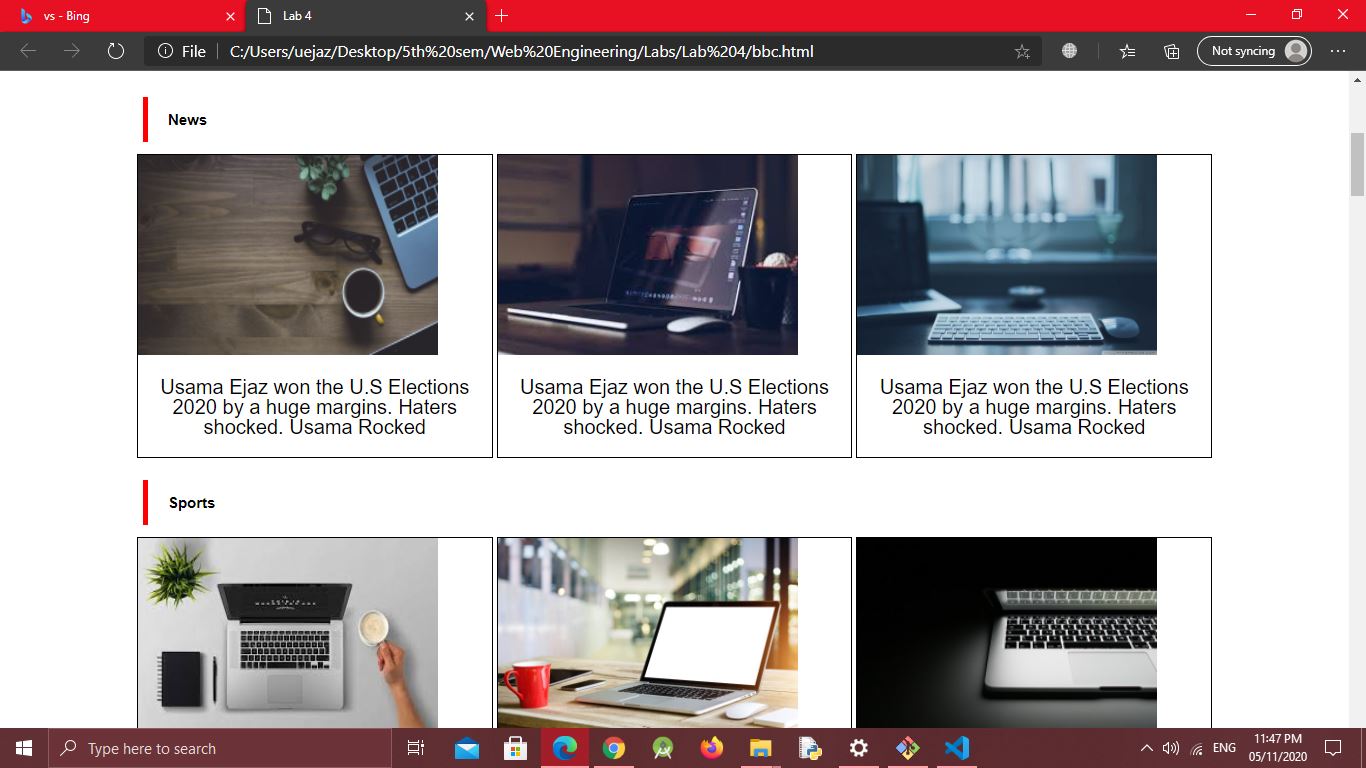 vs - Bing
Lab 4
File
C:/Users/uejaz/Desktop/5th%20sem/Web%20Engineering/Labs/Lab%204/bbc.html
Not syncing
News
Usama Ejaz won the U.S Elections
2020 by a huge margins. Haters
shocked. Usama Rocked
Usama Ejaz won the U.S Elections
2020 by a huge margins. Haters
shocked. Usama Rocked
Usama Ejaz won the U.S Elections
2020 by a huge margins. Haters
shocked. Usama Rocked
Sports
Type here to search
ENG
11:47 PM
05/11/2020